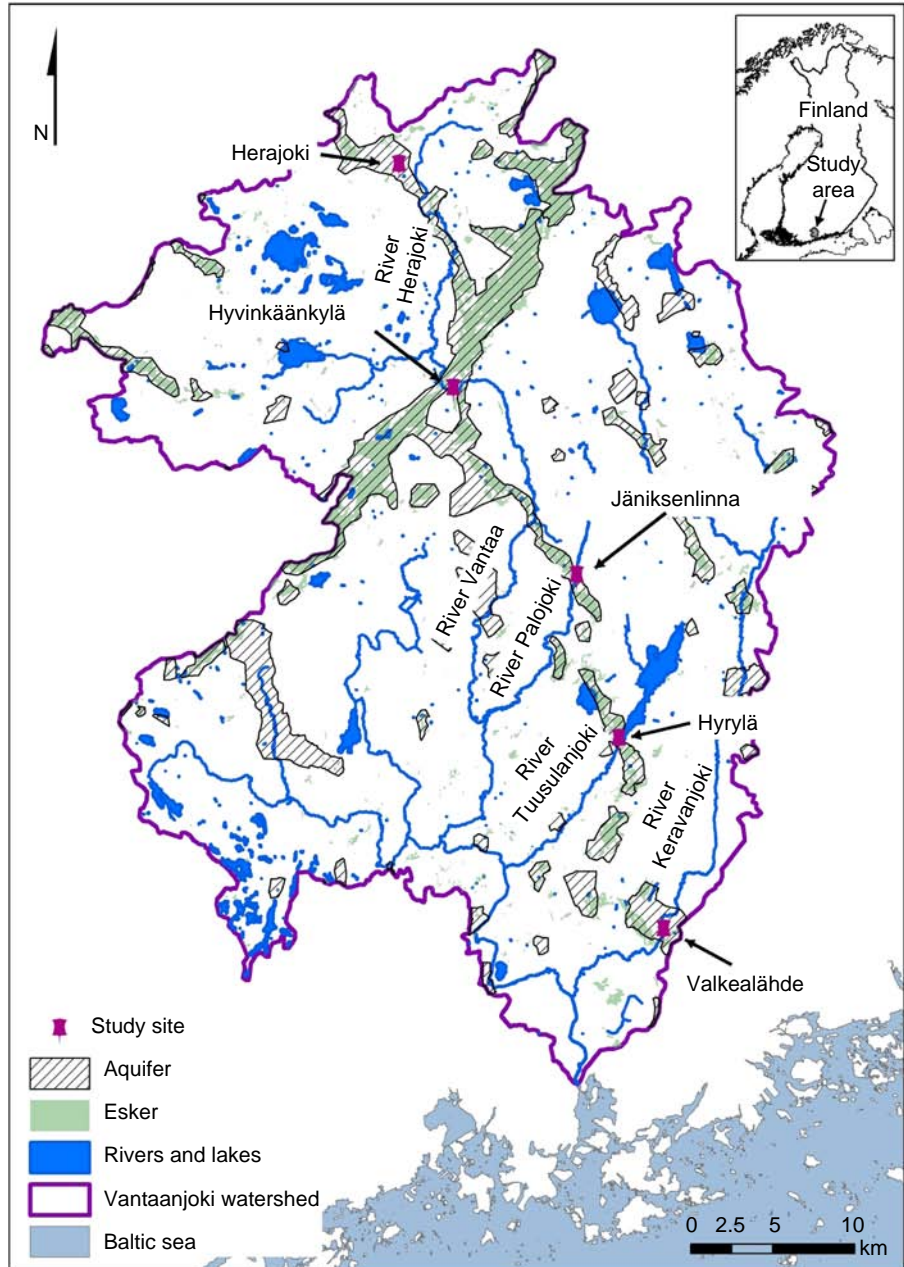 N
Finland
Study
area
Herajoki
River
Herajoki
Hyvinkäänkylä
Jäniksenlinna
River Vantaa
River Palojoki
Hyrylä
River
Tuusulanjoki
River
Keravanjoki
Valkealähde
Study site
Aquifer
Esker
Rivers and lakes
Vantaanjoki watershed
Baltic sea
0 2.5 5 10
km